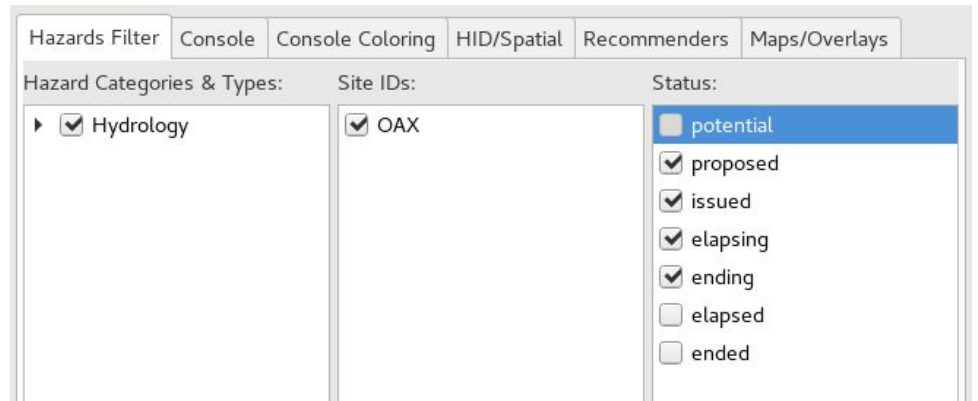 Hazards Filter Console Console Coloring HID/Spatial Recommenders Maps/Overlays
Hazard Categories & Types: Site IDs: Status:
Hydrology OAX potential
proposed
issued
elapsing
ending
elapsed
ended